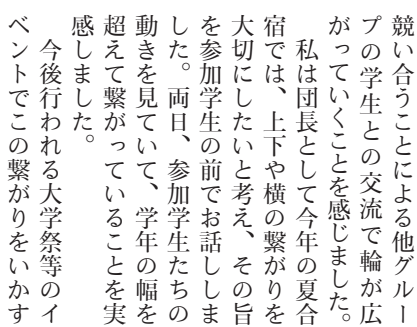 競い合うことによる他グルー
プの学生との交流で輪が広
がっていくことを感じました。
　私は団長として今年の夏合
宿では、上下や横の繋がりを
大切にしたいと考え、その旨
を参加学生の前でお話ししま
した。両日、参加学生たちの
動きを見ていて、学年の幅を
超えて繋がっていることを実
感しました。
　今後行われる大学祭等のイ
ベントでこの繋がりをいかす